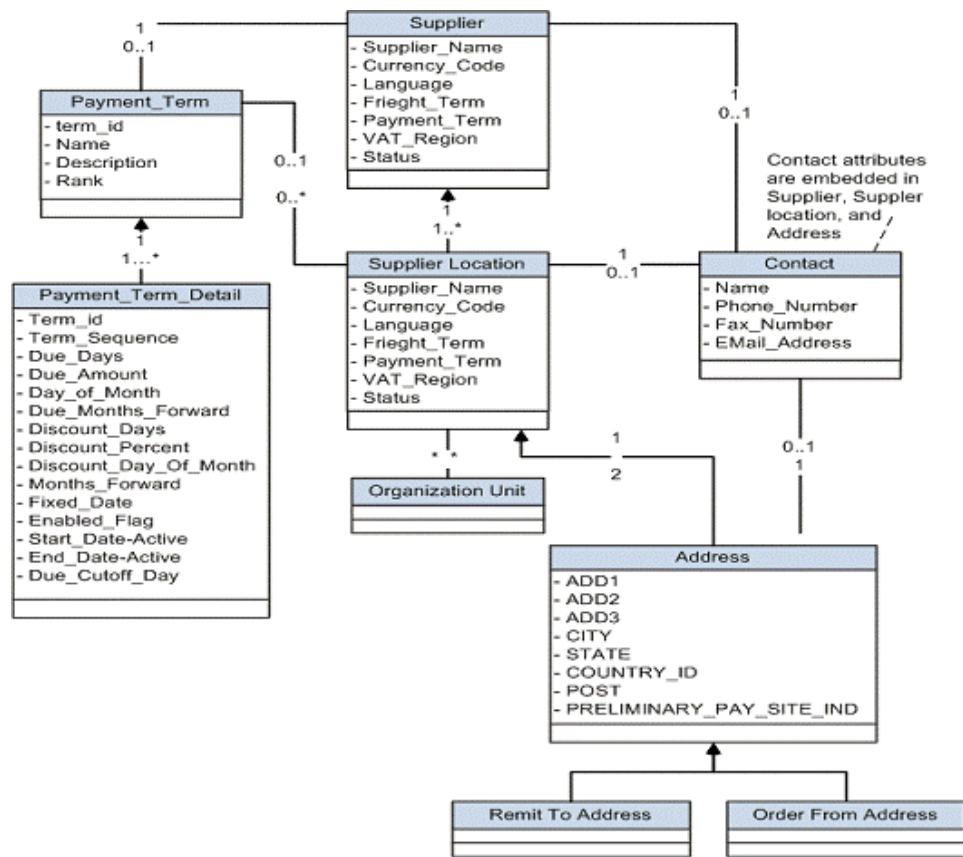 Supplier
- Supplier_Name
- Currency_Code
- Language
- Frieght_Term
- Payment_Term
- VAT_Region
- Status
1
0..1
Payment_Term
- term_id
- Name
- Description
- Rank
0..1
0..*
1
0..1
Contact attributes
are embedded in
Supplier, Suppler
location, and
Address
1
1..*
1
1...*
Supplier Location
- Supplier_Name
- Currency_Code
- Language
- Frieght_Term
- Payment_Term
- VAT_Region
- Status
1
0..1
Contact
- Name
- Phone_Number
- Fax_Number
- EMail_Address
Payment_Term_Detail
- Term_id
- Term_Sequence
- Due_Days
- Due_Amount
- Day_of_Month
- Due_Months_Forward
- Discount_Days
- Discount_Percent
- Discount_Day_Of_Month
- Months_Forward
- Fixed_Date
- Enabled_Flag
- Start_Date-Active
- End_Date-Active
- Due_Cutoff_Day
* *
Organization Unit
1
2
0..1
1
Address
- ADD1
- ADD2
- ADD3
- CITY
- STATE
- COUNTRY_ID
- POST
- PRELIMINARY_PAY_SITE_IND
Remit To Address
Order From Address